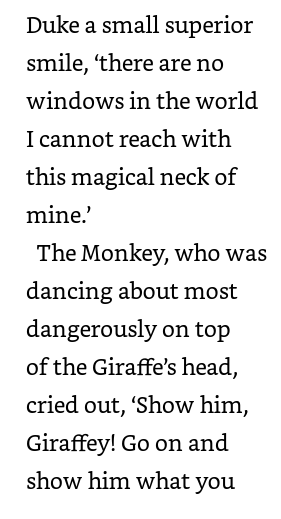 Duke a small superior
smile, ‘there are no
windows in the world
I cannot reach with
this magical neck of
mine.’
The Monkey, who was
dancing about most
dangerously on top
of the Giraffe’s head,
cried out, ‘Show him,
Giraffey! Go on and
show him what you